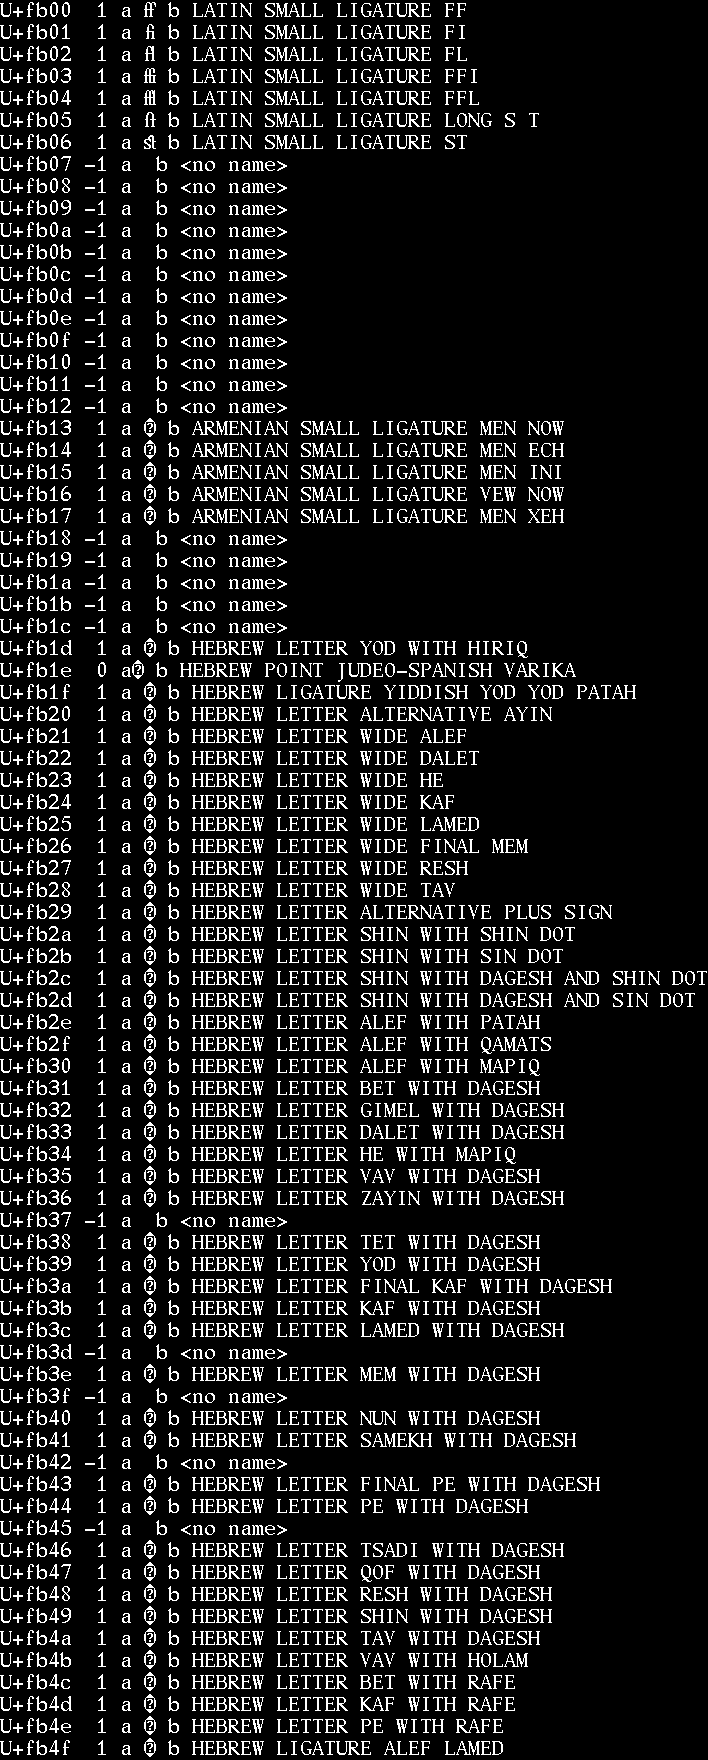 U+fb00  1 a ﬀ b LATIN SMALL LIGATURE FF
U+fb01  1 a ﬁ b LATIN SMALL LIGATURE FI
U+fb02  1 a ﬂ b LATIN SMALL LIGATURE FL
U+fb03  1 a ﬃ b LATIN SMALL LIGATURE FFI
U+fb04  1 a ﬄ b LATIN SMALL LIGATURE FFL
U+fb05  1 a ﬅ b LATIN SMALL LIGATURE LONG S T
U+fb06  1 a ﬆ b LATIN SMALL LIGATURE ST
U+fb07 -1 a  b <no name>
U+fb08 -1 a  b <no name>
U+fb09 -1 a  b <no name>
U+fb0a -1 a  b <no name>
U+fb0b -1 a  b <no name>
U+fb0c -1 a  b <no name>
U+fb0d -1 a  b <no name>
U+fb0e -1 a  b <no name>
U+fb0f -1 a  b <no name>
U+fb10 -1 a  b <no name>
U+fb11 -1 a  b <no name>
U+fb12 -1 a  b <no name>
U+fb13  1 a � b ARMENIAN SMALL LIGATURE MEN NOW
U+fb14  1 a � b ARMENIAN SMALL LIGATURE MEN ECH
U+fb15  1 a � b ARMENIAN SMALL LIGATURE MEN INI
U+fb16  1 a � b ARMENIAN SMALL LIGATURE VEW NOW
U+fb17  1 a � b ARMENIAN SMALL LIGATURE MEN XEH
U+fb18 -1 a  b <no name>
U+fb19 -1 a  b <no name>
U+fb1a -1 a  b <no name>
U+fb1b -1 a  b <no name>
U+fb1c -1 a  b <no name>
U+fb1d  1 a � b HEBREW LETTER YOD WITH HIRIQ
U+fb1e  0 a� b HEBREW POINT JUDEO-SPANISH VARIKA
U+fb1f  1 a � b HEBREW LIGATURE YIDDISH YOD YOD PATAH
U+fb20  1 a � b HEBREW LETTER ALTERNATIVE AYIN
U+fb21  1 a � b HEBREW LETTER WIDE ALEF
U+fb22  1 a � b HEBREW LETTER WIDE DALET
U+fb23  1 a � b HEBREW LETTER WIDE HE
U+fb24  1 a � b HEBREW LETTER WIDE KAF
U+fb25  1 a � b HEBREW LETTER WIDE LAMED
U+fb26  1 a � b HEBREW LETTER WIDE FINAL MEM
U+fb27  1 a � b HEBREW LETTER WIDE RESH
U+fb28  1 a � b HEBREW LETTER WIDE TAV
U+fb29  1 a � b HEBREW LETTER ALTERNATIVE PLUS SIGN
U+fb2a  1 a � b HEBREW LETTER SHIN WITH SHIN DOT
U+fb2b  1 a � b HEBREW LETTER SHIN WITH SIN DOT
U+fb2c  1 a � b HEBREW LETTER SHIN WITH DAGESH AND SHIN DOT
U+fb2d  1 a � b HEBREW LETTER SHIN WITH DAGESH AND SIN DOT
U+fb2e  1 a � b HEBREW LETTER ALEF WITH PATAH
U+fb2f  1 a � b HEBREW LETTER ALEF WITH QAMATS
U+fb30  1 a � b HEBREW LETTER ALEF WITH MAPIQ
U+fb31  1 a � b HEBREW LETTER BET WITH DAGESH
U+fb32  1 a � b HEBREW LETTER GIMEL WITH DAGESH
U+fb33  1 a � b HEBREW LETTER DALET WITH DAGESH
U+fb34  1 a � b HEBREW LETTER HE WITH MAPIQ
U+fb35  1 a � b HEBREW LETTER VAV WITH DAGESH
U+fb36  1 a � b HEBREW LETTER ZAYIN WITH DAGESH
U+fb37 -1 a  b <no name>
U+fb38  1 a � b HEBREW LETTER TET WITH DAGESH
U+fb39  1 a � b HEBREW LETTER YOD WITH DAGESH
U+fb3a  1 a � b HEBREW LETTER FINAL KAF WITH DAGESH
U+fb3b  1 a � b HEBREW LETTER KAF WITH DAGESH
U+fb3c  1 a � b HEBREW LETTER LAMED WITH DAGESH
U+fb3d -1 a  b <no name>
U+fb3e  1 a � b HEBREW LETTER MEM WITH DAGESH
U+fb3f -1 a  b <no name>
U+fb40  1 a � b HEBREW LETTER NUN WITH DAGESH
U+fb41  1 a � b HEBREW LETTER SAMEKH WITH DAGESH
U+fb42 -1 a  b <no name>
U+fb43  1 a � b HEBREW LETTER FINAL PE WITH DAGESH
U+fb44  1 a � b HEBREW LETTER PE WITH DAGESH
U+fb45 -1 a  b <no name>
U+fb46  1 a � b HEBREW LETTER TSADI WITH DAGESH
U+fb47  1 a � b HEBREW LETTER QOF WITH DAGESH
U+fb48  1 a � b HEBREW LETTER RESH WITH DAGESH
U+fb49  1 a � b HEBREW LETTER SHIN WITH DAGESH
U+fb4a  1 a � b HEBREW LETTER TAV WITH DAGESH
U+fb4b  1 a � b HEBREW LETTER VAV WITH HOLAM
U+fb4c  1 a � b HEBREW LETTER BET WITH RAFE
U+fb4d  1 a � b HEBREW LETTER KAF WITH RAFE
U+fb4e  1 a � b HEBREW LETTER PE WITH RAFE
U+fb4f  1 a � b HEBREW LIGATURE ALEF LAMED